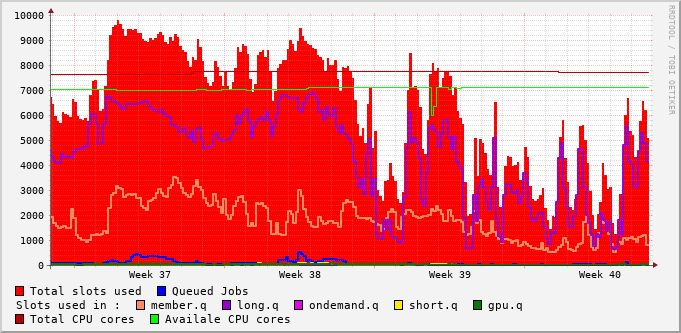 10000
9000
8000
7000
6000
5000
4000
3000
2000
1000
0
Week 37 Week 38 Week 39 Week 40
RRDTOOL / TOBI OETIKER
Total slots used Queued Jobs
Slots used in : member.q long.q ondemand.q short.q gpu.q
Total CPU cores Availale CPU cores